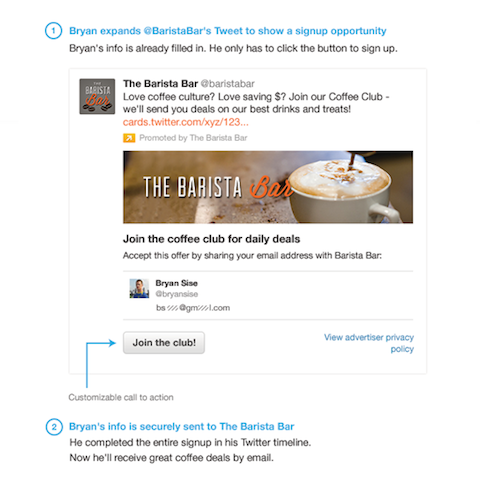 1 Bryan expands @BaristaBar's Tweet to show a signup opportunity
Bryan's info is already filled in. He only has to click the button to sign up.
THE
BARISTA
Bar
The Barista Bar @baristabar
Love coffee culture? Love saving $? Join our Coffee Club -
we'll send you deals on our best drinks and treats!
cards.twitter.com/xyz/123...
Promoted by The Barista Bar
THE BARISTA Bar
Join the coffee club for daily deals
Accept this offer by sharing your email address with Barista Bar:
Bryan Sise
@bryansise
bs @gm l.com
Join the club!
View advertiser privacy
policy
Customizable call to action
2 Bryan's info is securely sent to The Barista Bar
He completed the entire signup in his Twitter timeline.
Now he'll receive great coffee deals by email.